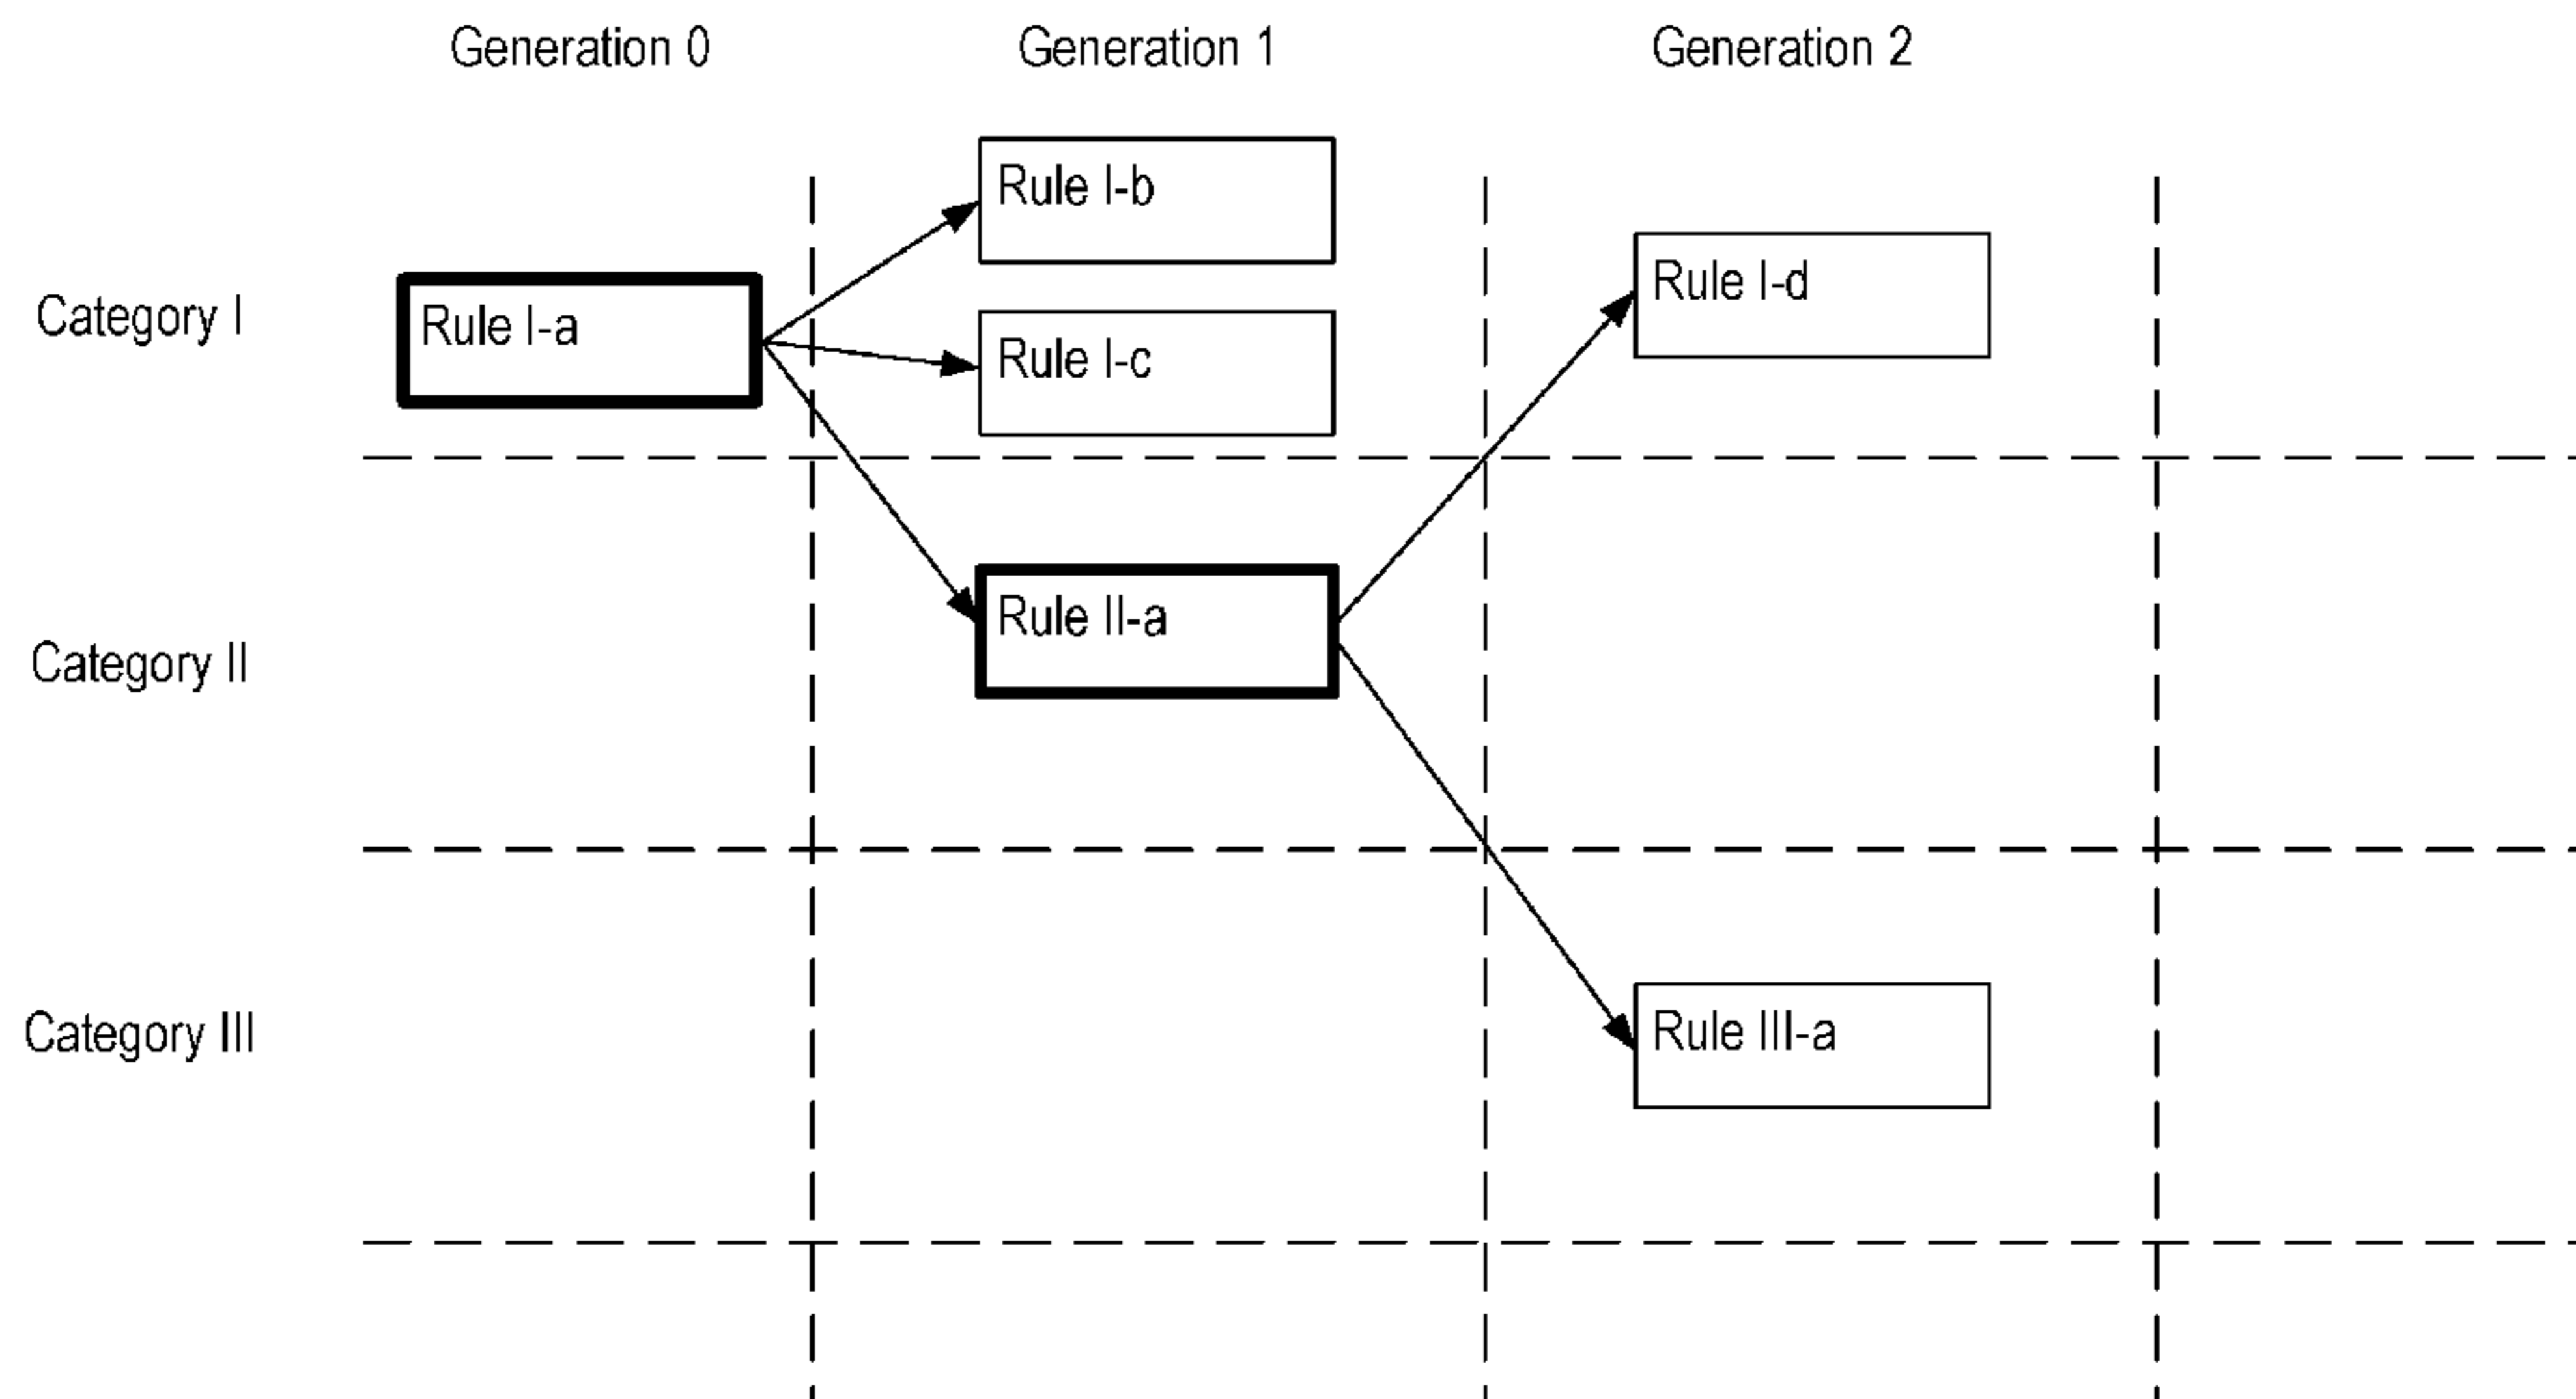 Generation 0
Generation 1
Generation 2
Category I
Rule I-a
Rule I-b
Rule I-c
Rule I-d
Category II
Rule II-a
Category III
Rule III-a